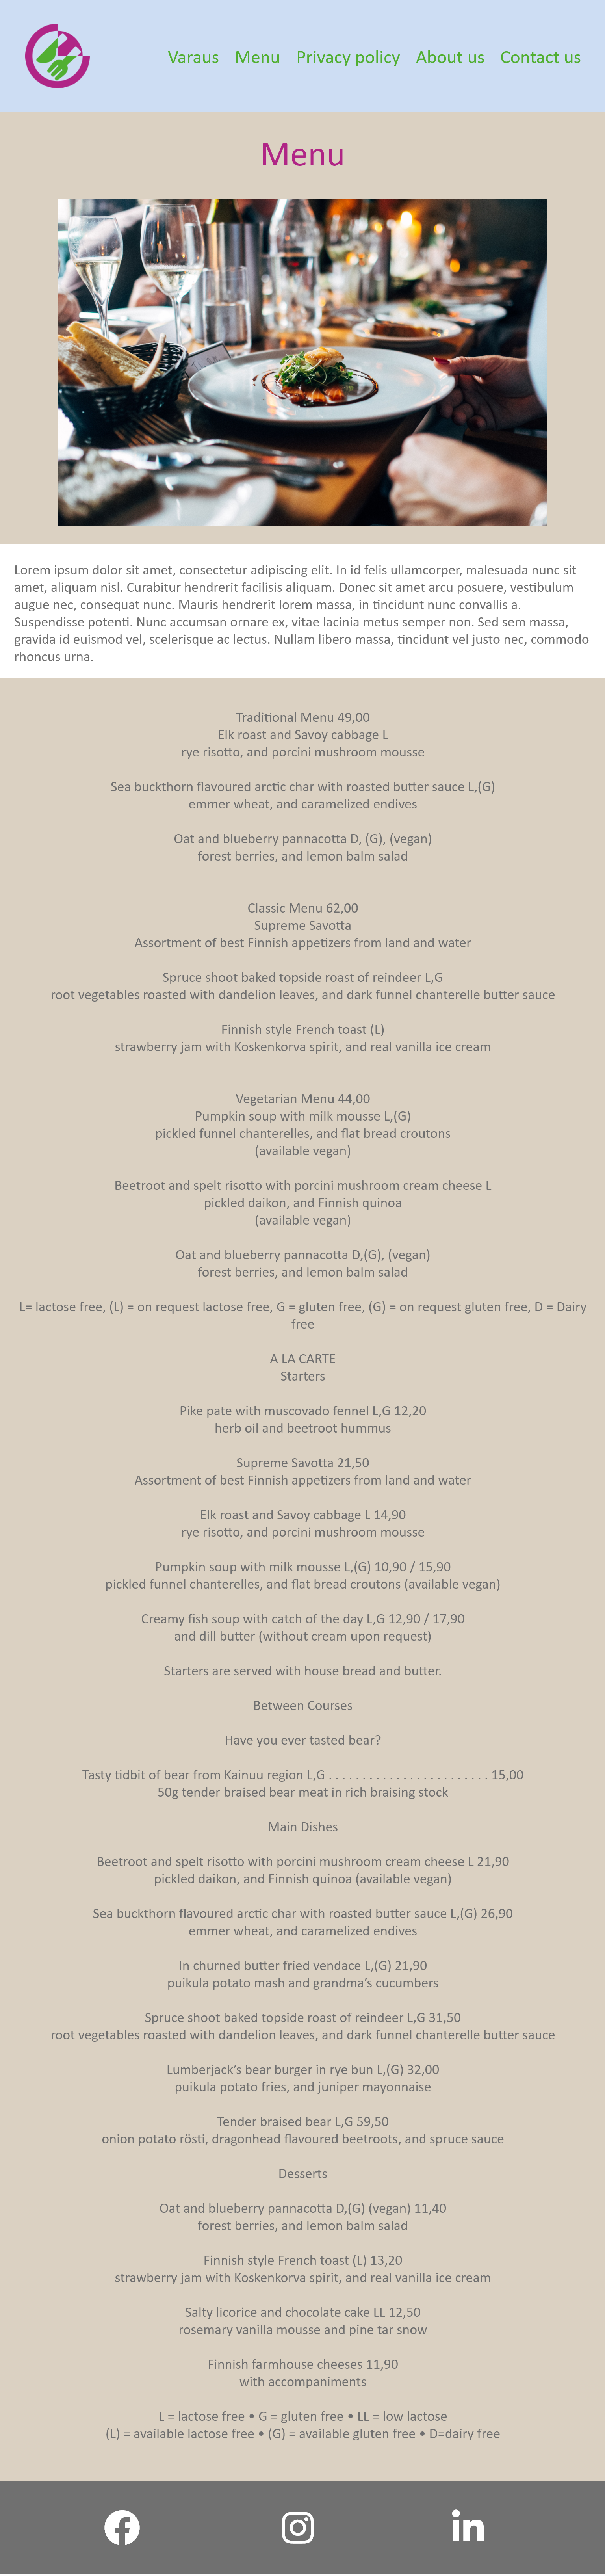 Varaus Menu Privacy policy About us Contact us
Menu
Lorem ipsum dolor sit amet, consectetur adipiscing elit. In id felis ullamcorper, malesuada nunc sit
amet, aliquam nisl. Curabitur hendrerit facilisis aliquam. Donec sit amet arcu posuere, vestibulum
augue nec, consequat nunc. Mauris hendrerit lorem massa, in tincidunt nunc convallis a.
Suspendisse potenti. Nunc accumsan ornare ex, vitae lacinia metus semper non. Sed sem massa,
gravida id euismod vel, scelerisque ac lectus. Nullam libero massa, tincidunt vel justo nec, commodo
rhoncus urna.
Traditional Menu 49,00
Elk roast and Savoy cabbage L
rye risotto, and porcini mushroom mousse
Sea buckthorn flavoured arctic char with roasted butter sauce L,(G)
emmer wheat, and caramelized endives
Oat and blueberry pannacotta D, (G), (vegan)
forest berries, and lemon balm salad
Classic Menu 62,00
Supreme Savotta
Assortment of best Finnish appetizers from land and water
Spruce shoot baked topside roast of reindeer L,G
root vegetables roasted with dandelion leaves, and dark funnel chanterelle butter sauce
Finnish style French toast (L)
strawberry jam with Koskenkorva spirit, and real vanilla ice cream
Vegetarian Menu 44,00
Pumpkin soup with milk mousse L,(G)
pickled funnel chanterelles, and flat bread croutons
(available vegan)
Beetroot and spelt risotto with porcini mushroom cream cheese L
pickled daikon, and Finnish quinoa
(available vegan)
Oat and blueberry pannacotta D,(G), (vegan)
forest berries, and lemon balm salad
L= lactose free, (L) = on request lactose free, G = gluten free, (G) = on request gluten free, D = Dairy
free
A LA CARTE
Starters
Pike pate with muscovado fennel L,G 12,20
herb oil and beetroot hummus
Supreme Savotta 21,50
Assortment of best Finnish appetizers from land and water
Elk roast and Savoy cabbage L 14,90
rye risotto, and porcini mushroom mousse
Pumpkin soup with milk mousse L,(G) 10,90 / 15,90
pickled funnel chanterelles, and flat bread croutons (available vegan)
Creamy fish soup with catch of the day L,G 12,90 / 17,90
and dill butter (without cream upon request)
Starters are served with house bread and butter.
Between Courses
Have you ever tasted bear?
Tasty tidbit of bear from Kainuu region L,G . . . . . . . . . . . . . . . . . . . . . . . . 15,00
50g tender braised bear meat in rich braising stock
Main Dishes
Beetroot and spelt risotto with porcini mushroom cream cheese L 21,90
pickled daikon, and Finnish quinoa (available vegan)
Sea buckthorn flavoured arctic char with roasted butter sauce L,(G) 26,90
emmer wheat, and caramelized endives
In churned butter fried vendace L,(G) 21,90
puikula potato mash and grandma’s cucumbers
Spruce shoot baked topside roast of reindeer L,G 31,50
root vegetables roasted with dandelion leaves, and dark funnel chanterelle butter sauce
Lumberjack’s bear burger in rye bun L,(G) 32,00
puikula potato fries, and juniper mayonnaise
Tender braised bear L,G 59,50
onion potato rösti, dragonhead flavoured beetroots, and spruce sauce
Desserts
Oat and blueberry pannacotta D,(G) (vegan) 11,40
forest berries, and lemon balm salad
Finnish style French toast (L) 13,20
strawberry jam with Koskenkorva spirit, and real vanilla ice cream
Salty licorice and chocolate cake LL 12,50
rosemary vanilla mousse and pine tar snow
Finnish farmhouse cheeses 11,90
with accompaniments
L = lactose free • G = gluten free • LL = low lactose
(L) = available lactose free • (G) = available gluten free • D=dairy free